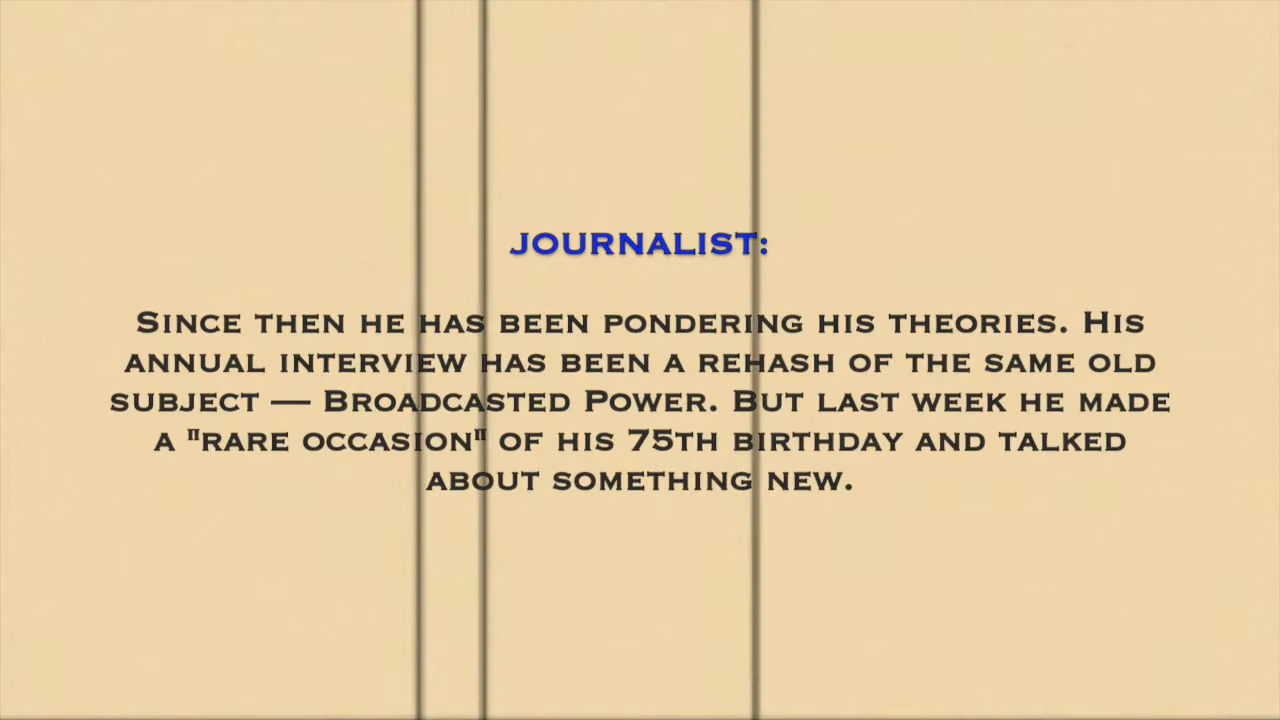 JOURNALIST:
Since then he has been pondering his theories. His
annual interview has been a rehash of the same old
subject — Broadcasted Power. But last week he made
a "rare occasion" of his 75th birthday and talked
about something new.